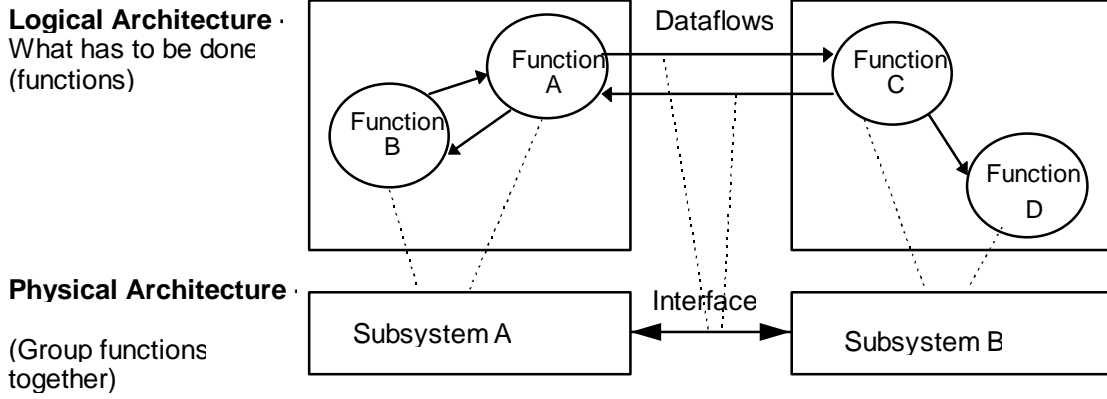 Logical Architecture -
What has to be done
(functions)
Dataflows
Function
A
Function
B
Function
C
Function
D
Physical Architecture -
(Group functions
together)
Subsystem A
Interface
Subsystem B